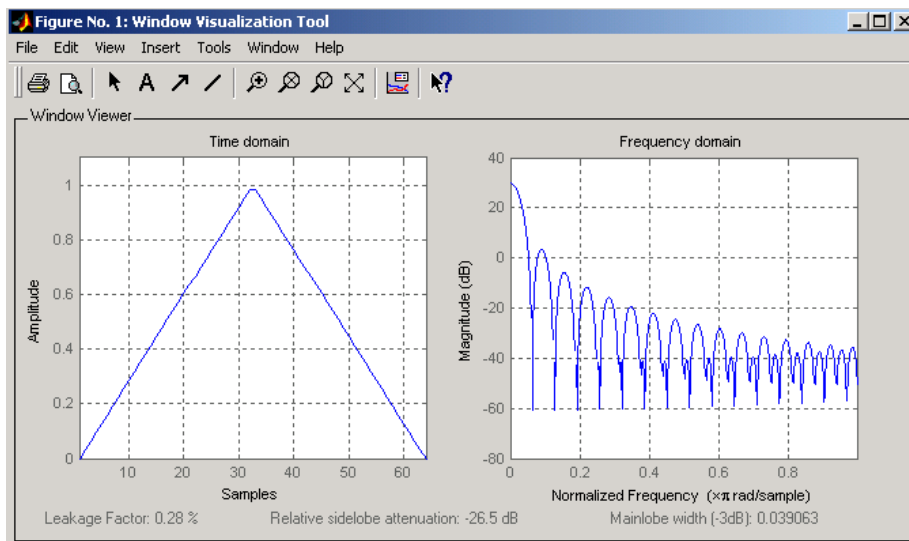 Figure No. 1: Window Visualization Tool
File Edit View Insert Tools Window Help
A
?
Window Viewer
Time domain
Frequency domain
1
0.8
0.6
0.4
0.2
0
Amplitude
10 20 30 40 50 60
Samples
40
20
0
-20
-40
-60
-80
Magnitude (dB)
0 0.2 0.4 0.6 0.8
Normalized Frequency (×π rad/sample)
Leakage Factor: 0.28 % Relative sidelobe attenuation: -26.5 dB Mainlobe width (-3dB): 0.039063